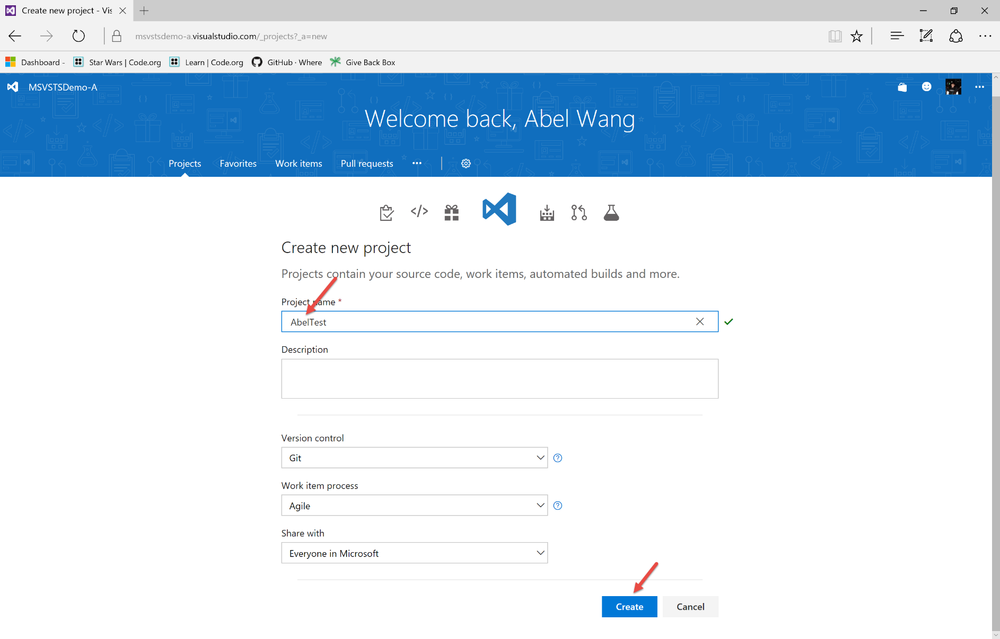 Create new project - Vis
msvstsdemo-a.visualstudio.com/_projects?_a=new
Dashboard - Star Wars | Code.org Learn | Code.org GitHub · Where Give Back Box
MSVSTSDemo-A
Welcome back, Abel Wang
Projects Favorites Work items Pull requests
Create new project
Projects contain your source code, work items, automated builds and more.
Project name *
AbelTest
Description
Version control
Git
Work item process
Agile
Share with
Everyone in Microsoft
Create Cancel